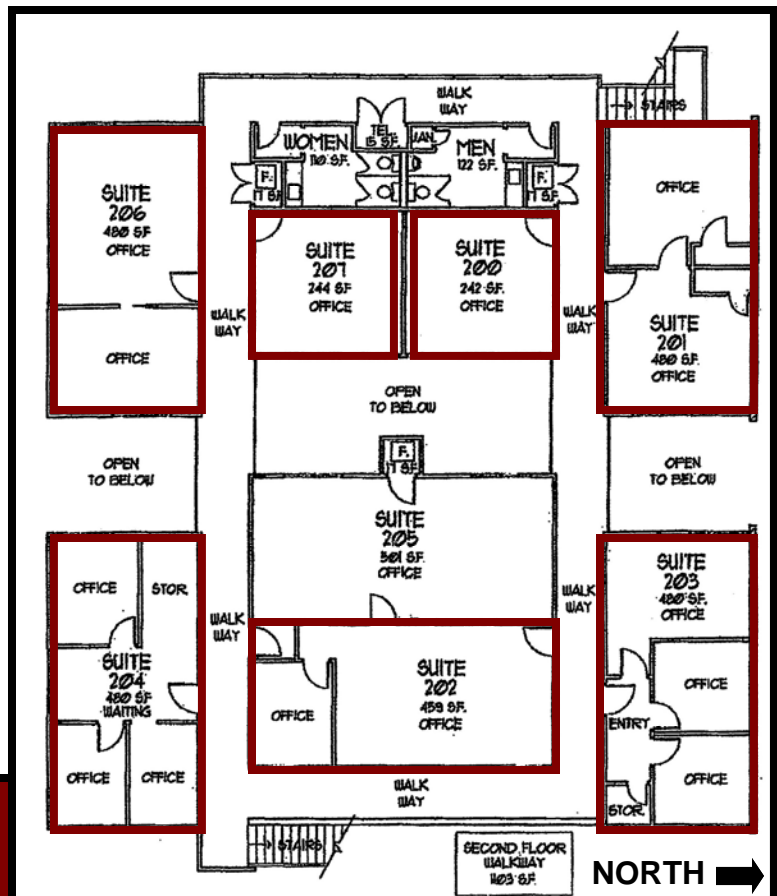 WALK
WAY
STAIRS
WOMEN
110 S.F.
TEL.
15 S.F.
JAN.
MEN
122 S.F.
F.
17 S.F.
F.
17 S.F.
SUITE
206
480 S.F
OFFICE
OFFICE
SUITE
207
244 S.F
OFFICE
SUITE
200
242 S.F.
OFFICE
OFFICE
SUITE
201
480 S.F.
OFFICE
WALK
WAY
WALK
WAY
OPEN
TO BELOW
OPEN
TO BELOW
F.
17 S.F
OPEN
TO BELOW
SUITE
205
501 S.F.
OFFICE
OFFICE
STOR.
SUITE
204
480 S.F
WAITING
OFFICE
OFFICE
WALK
WAY
WALK
WAY
SUITE
203
480 S.F.
OFFICE
OFFICE
ENTRY
OFFICE
STOR.
SUITE
202
459 S.F.
OFFICE
OFFICE
WALK
WAY
STAIRS
SECOND FLOOR
WALKWAY
1103 S.F.
NORTH